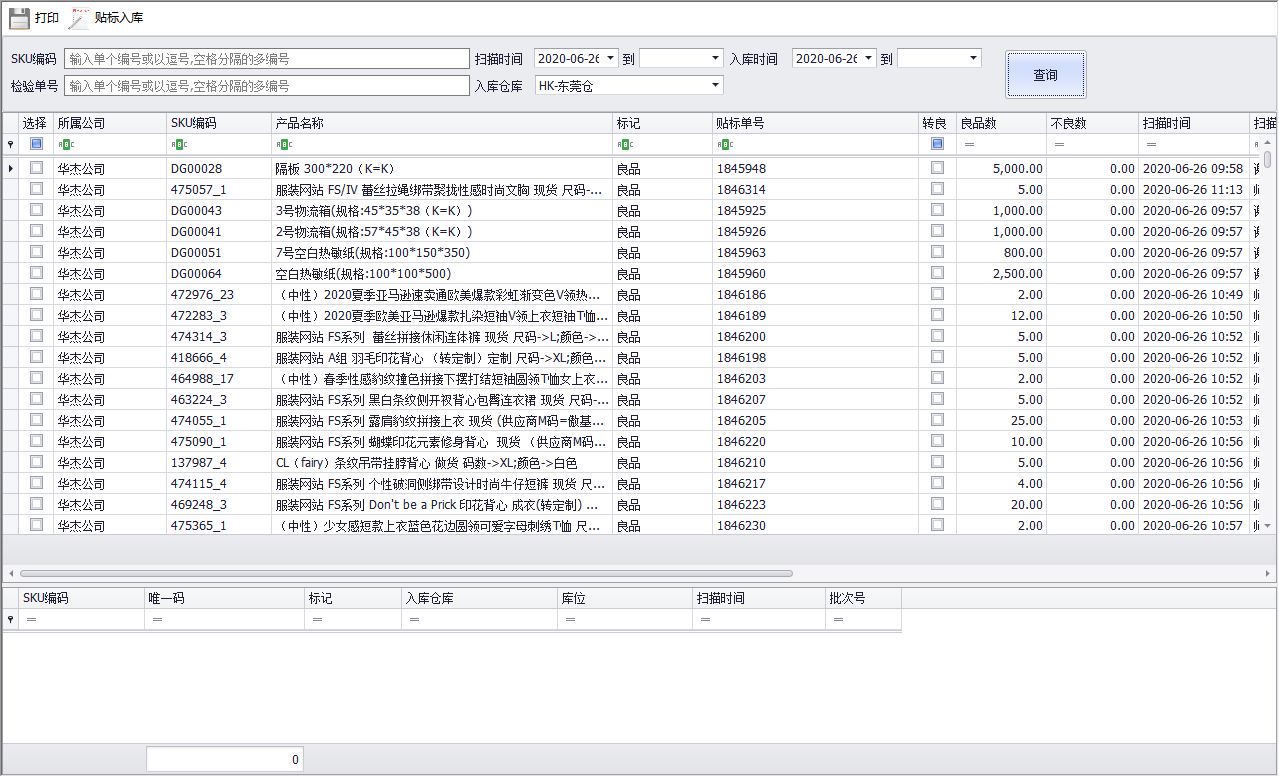 打印 贴标入库
SKU编码 输入单个编号或以逗号,空格分隔的多编号 扫描时间 2020-06-26 到 入库时间 2020-06-26 到
查询
检验单号 输入单个编号或以逗号,空格分隔的多编号 入库仓库 HK-东莞仓
选择 所属公司 SKU编码 产品名称 标记 贴标单号 转良 良品数 不良数 扫描时间 扫描
华杰公司 DG00028 隔板 300*220（K=K） 良品 1845948 5,000.00 0.00 2020-06-26 09:58
华杰公司 475057_1 服装网站 FS/IV 蕾丝拉绳绑带聚拢性感时尚文胸 现货 尺码-... 良品 1846314 5.00 0.00 2020-06-26 11:13
华杰公司 DG00043 3号物流箱(规格:45*35*38（K=K）) 良品 1845925 1,000.00 0.00 2020-06-26 09:57
华杰公司 DG00041 2号物流箱(规格:57*45*38（K=K）) 良品 1845926 1,000.00 0.00 2020-06-26 09:57
华杰公司 DG00051 7号空白热敏纸(规格:100*150*350) 良品 1845963 800.00 0.00 2020-06-26 09:57
华杰公司 DG00064 空白热敏纸(规格:100*100*500) 良品 1845960 2,500.00 0.00 2020-06-26 09:57
华杰公司 472976_23 （中性）2020夏季亚马逊速卖通欧美爆款彩虹渐变色V领热... 良品 1846186 2.00 0.00 2020-06-26 10:49
华杰公司 472283_3 （中性）2020夏季欧美亚马逊爆款扎染短袖V领上衣短袖T恤... 良品 1846189 12.00 0.00 2020-06-26 10:50
华杰公司 474314_3 服装网站 FS系列 蕾丝拼接休闲连体裤 现货 尺码->L;颜色->... 良品 1846200 5.00 0.00 2020-06-26 10:52
华杰公司 418666_4 服装网站 A组 羽毛印花背心 （转定制）定制 尺码->XL;颜色... 良品 1846198 5.00 0.00 2020-06-26 10:52
华杰公司 464988_17 （中性）春季性感豹纹撞色拼接下摆打结短袖圆领T恤女上衣... 良品 1846203 2.00 0.00 2020-06-26 10:52
华杰公司 463224_3 服装网站 FS系列 黑白条纹侧开衩背心包臀连衣裙 现货 尺码-... 良品 1846207 5.00 0.00 2020-06-26 10:52
华杰公司 474055_1 服装网站 FS系列 露肩豹纹拼接上衣 现货 (供应商M码=傲基... 良品 1846205 25.00 0.00 2020-06-26 10:53
华杰公司 475090_1 服装网站 FS系列 蝴蝶印花元素修身背心 现货 （供应商M码... 良品 1846220 10.00 0.00 2020-06-26 10:56
华杰公司 137987_4 CL（fairy）条纹吊带挂脖背心 做货 码数->XL;颜色->白色 良品 1846210 5.00 0.00 2020-06-26 10:56
华杰公司 474115_4 服装网站 FS系列 个性破洞侧绑带设计时尚牛仔短裤 现货 尺... 良品 1846217 4.00 0.00 2020-06-26 10:56
华杰公司 469248_3 服装网站 FS系列 Don't be a Prick 印花背心 成衣(转定制) ... 良品 1846223 20.00 0.00 2020-06-26 10:56
华杰公司 475365_1 （中性）少女感短款上衣蓝色花边圆领可爱字母刺绣T恤 尺... 良品 1846230 2.00 0.00 2020-06-26 10:57
SKU编码 唯一码 标记 入库仓库 库位 扫描时间 批次号
0